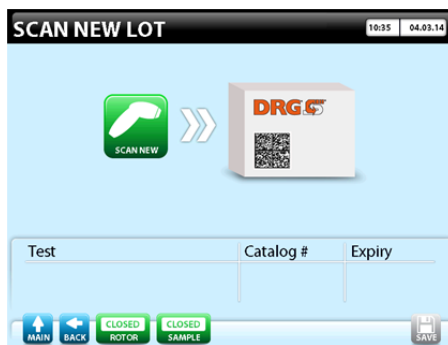 SCAN NEW LOT 10:35 04.03.14
SCAN NEW
DRG
Test Catalog # Expiry
MAIN BACK CLOSED ROTOR CLOSED SAMPLE SAVE